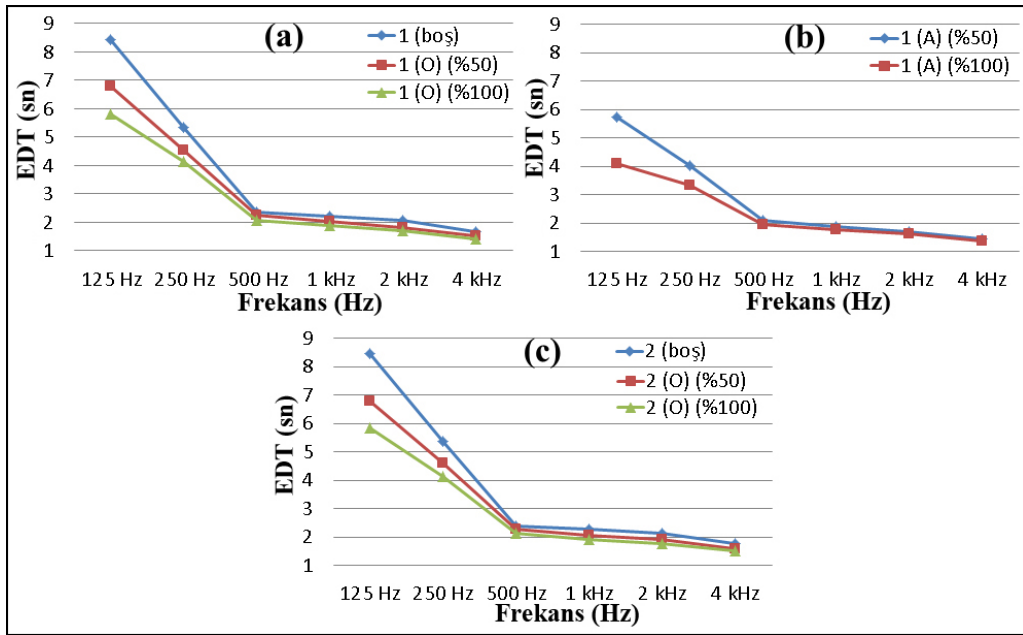 (a)
EDT (sn)
9
8
7
6
5
4
3
2
1
1 (boş)
1 (O) (%50)
1 (O) (%100)
125 Hz 250 Hz 500 Hz 1 kHz 2 kHz 4 kHz
Frekans (Hz)
(b)
EDT (sn)
9
8
7
6
5
4
3
2
1
1 (A) (%50)
1 (A) (%100)
125 Hz 250 Hz 500 Hz 1 kHz 2 kHz 4 kHz
Frekans (Hz)
(c)
EDT (sn)
9
8
7
6
5
4
3
2
1
2 (boş)
2 (O) (%50)
2 (O) (%100)
125 Hz 250 Hz 500 Hz 1 kHz 2 kHz 4 kHz
Frekans (Hz)